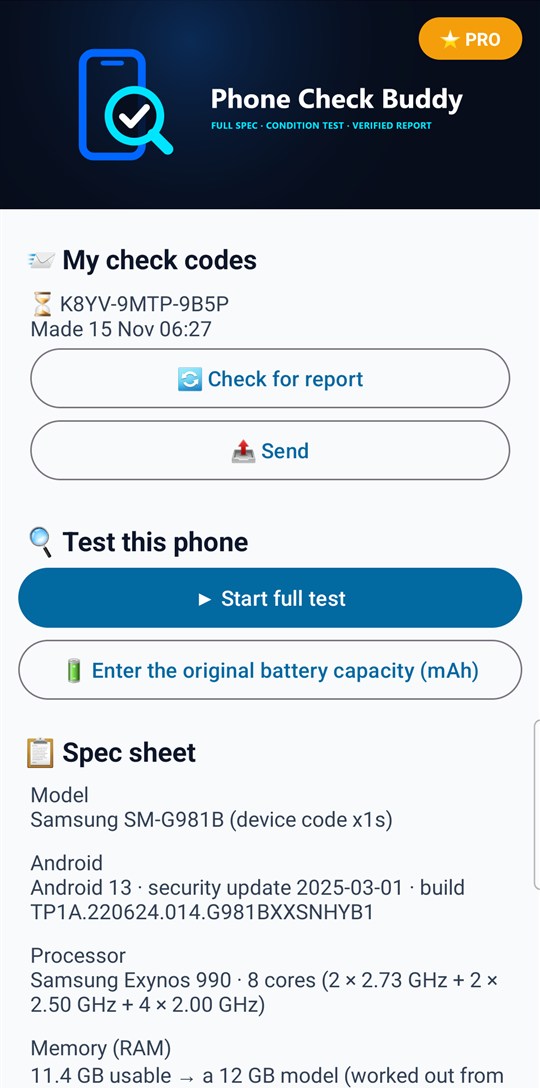 ⭐ PRO
Phone Check Buddy
FULL SPEC · CONDITION TEST · VERIFIED REPORT
📨 My check codes
⏳ K8YV-9MTP-9B5P
Made 15 Nov 06:27
🔄 Check for report
📤 Send
🔍 Test this phone
► Start full test
🔋 Enter the original battery capacity (mAh)
📋 Spec sheet
Model
Samsung SM-G981B (device code x1s)
Android
Android 13 · security update 2025-03-01 · build
TP1A.220624.014.G981BXXSNHYB1
Processor
Samsung Exynos 990 · 8 cores (2 × 2.73 GHz + 2 ×
2.50 GHz + 4 × 2.00 GHz)
Memory (RAM)
11.4 GB usable → a 12 GB model (worked out from